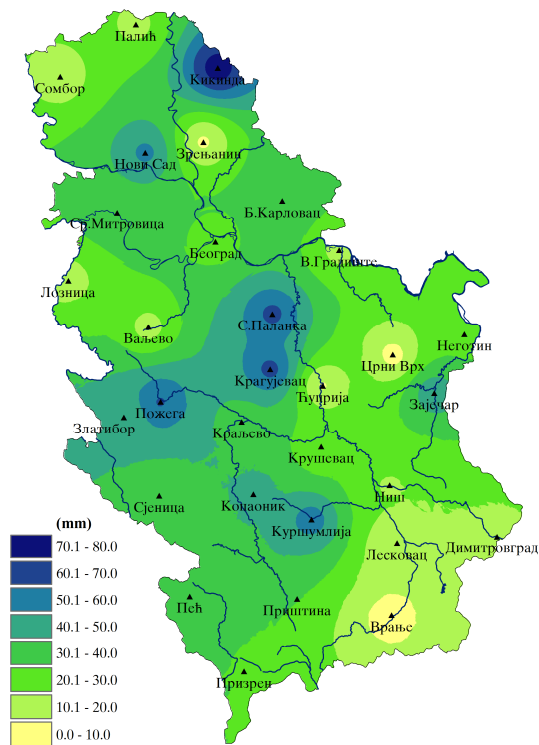 Палић
Кикинда
Сомбор
Зрењанин
Нови Сад
Ср.Митровица
Б.Карловац
Београд
В.Градиште
Лозница
С.Паланка
Ваљево
Неготин
Црни Врх
Крагујевац
Ћуприја
Зајечар
Пожега
Златибор
Краљево
Крушевац
Ниш
Сјеница
Копаоник
Куршумлија
Димитровград
Лесковац
Пећ
Приштина
Врање
Призрен
(mm)
70.1 - 80.0
60.1 - 70.0
50.1 - 60.0
40.1 - 50.0
30.1 - 40.0
20.1 - 30.0
10.1 - 20.0
0.0 - 10.0